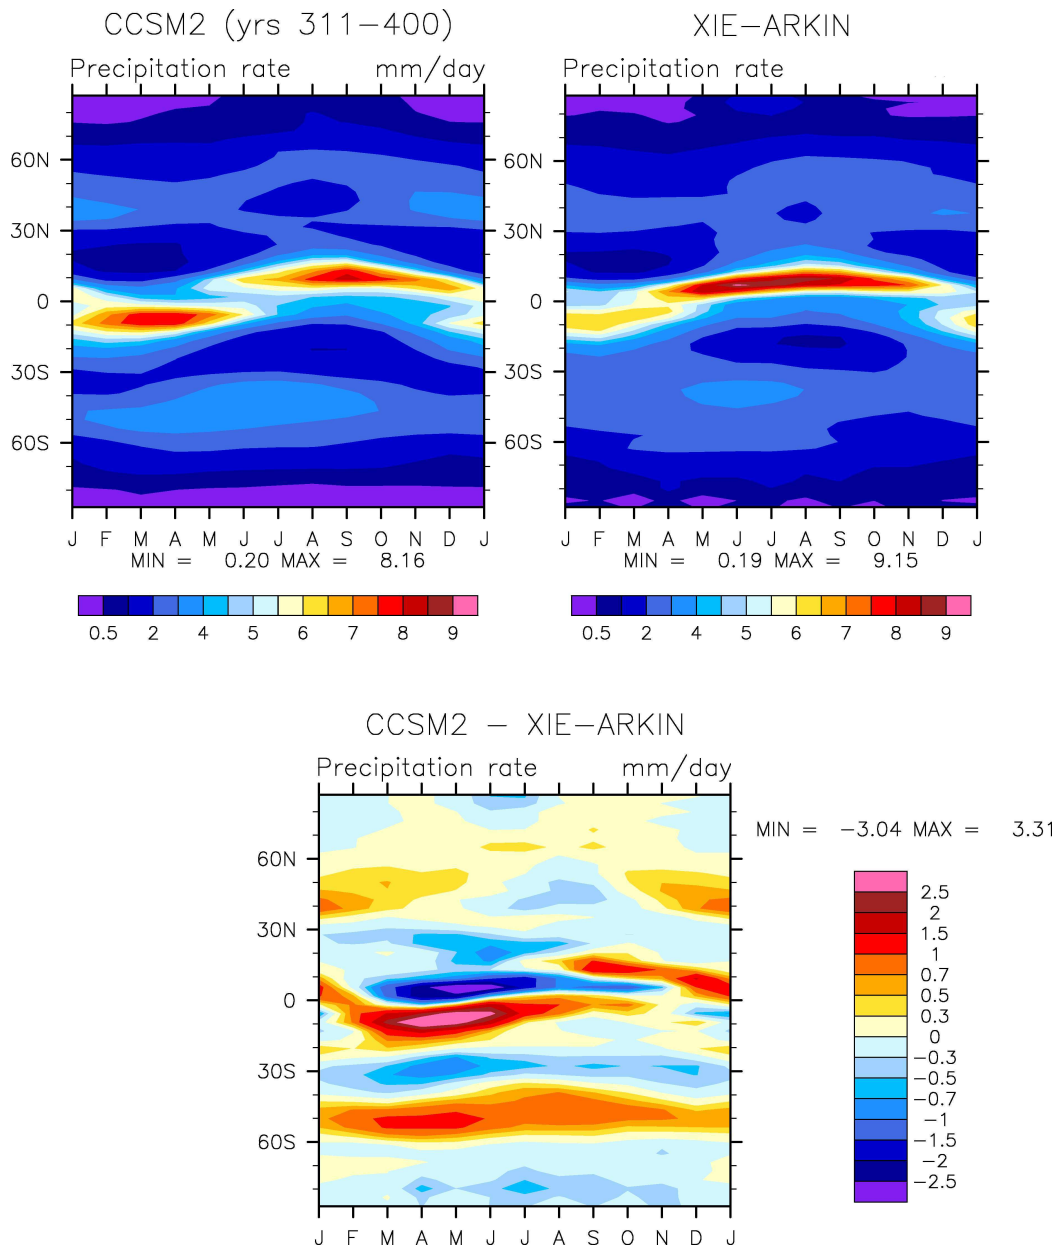 CCSM2 (yrs 311−400)
Precipitation rate mm/day
60N
30N
0
30S
60S
J F M A M J J A S O N D J
MIN = 0.20 MAX = 8.16
0.5 2 4 5 6 7 8 9
XIE−ARKIN
Precipitation rate
60N
30N
0
30S
60S
J F M A M J J A S O N D J
MIN = 0.19 MAX = 9.15
0.5 2 4 5 6 7 8 9
CCSM2 − XIE−ARKIN
Precipitation rate mm/day
60N
30N
0
30S
60S
J F M A M J J A S O N D J
MIN = −3.04 MAX = 3.31
2.5
2
1.5
1
0.7
0.5
0.3
0
−0.3
−0.5
−0.7
−1
−1.5
−2
−2.5